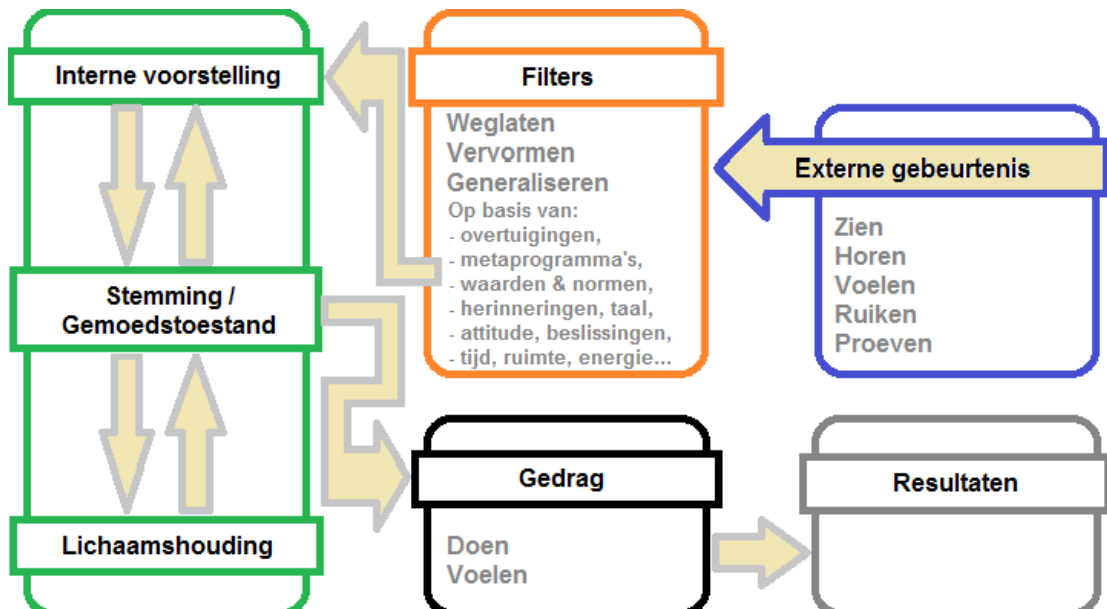 Interne voorstelling
Stemming /
Gemoedstoestand
Lichaamshouding
Filters
Weglaten
Vervormen
Generaliseren
Op basis van:
- overtuigingen,
- metaprogramma's,
- waarden & normen,
- herinneringen, taal,
- attitude, beslissingen,
- tijd, ruimte, energie...
Externe gebeurtenis
Zien
Horen
Voelen
Ruiken
Proeven
Gedrag
Doen
Voelen
Resultaten